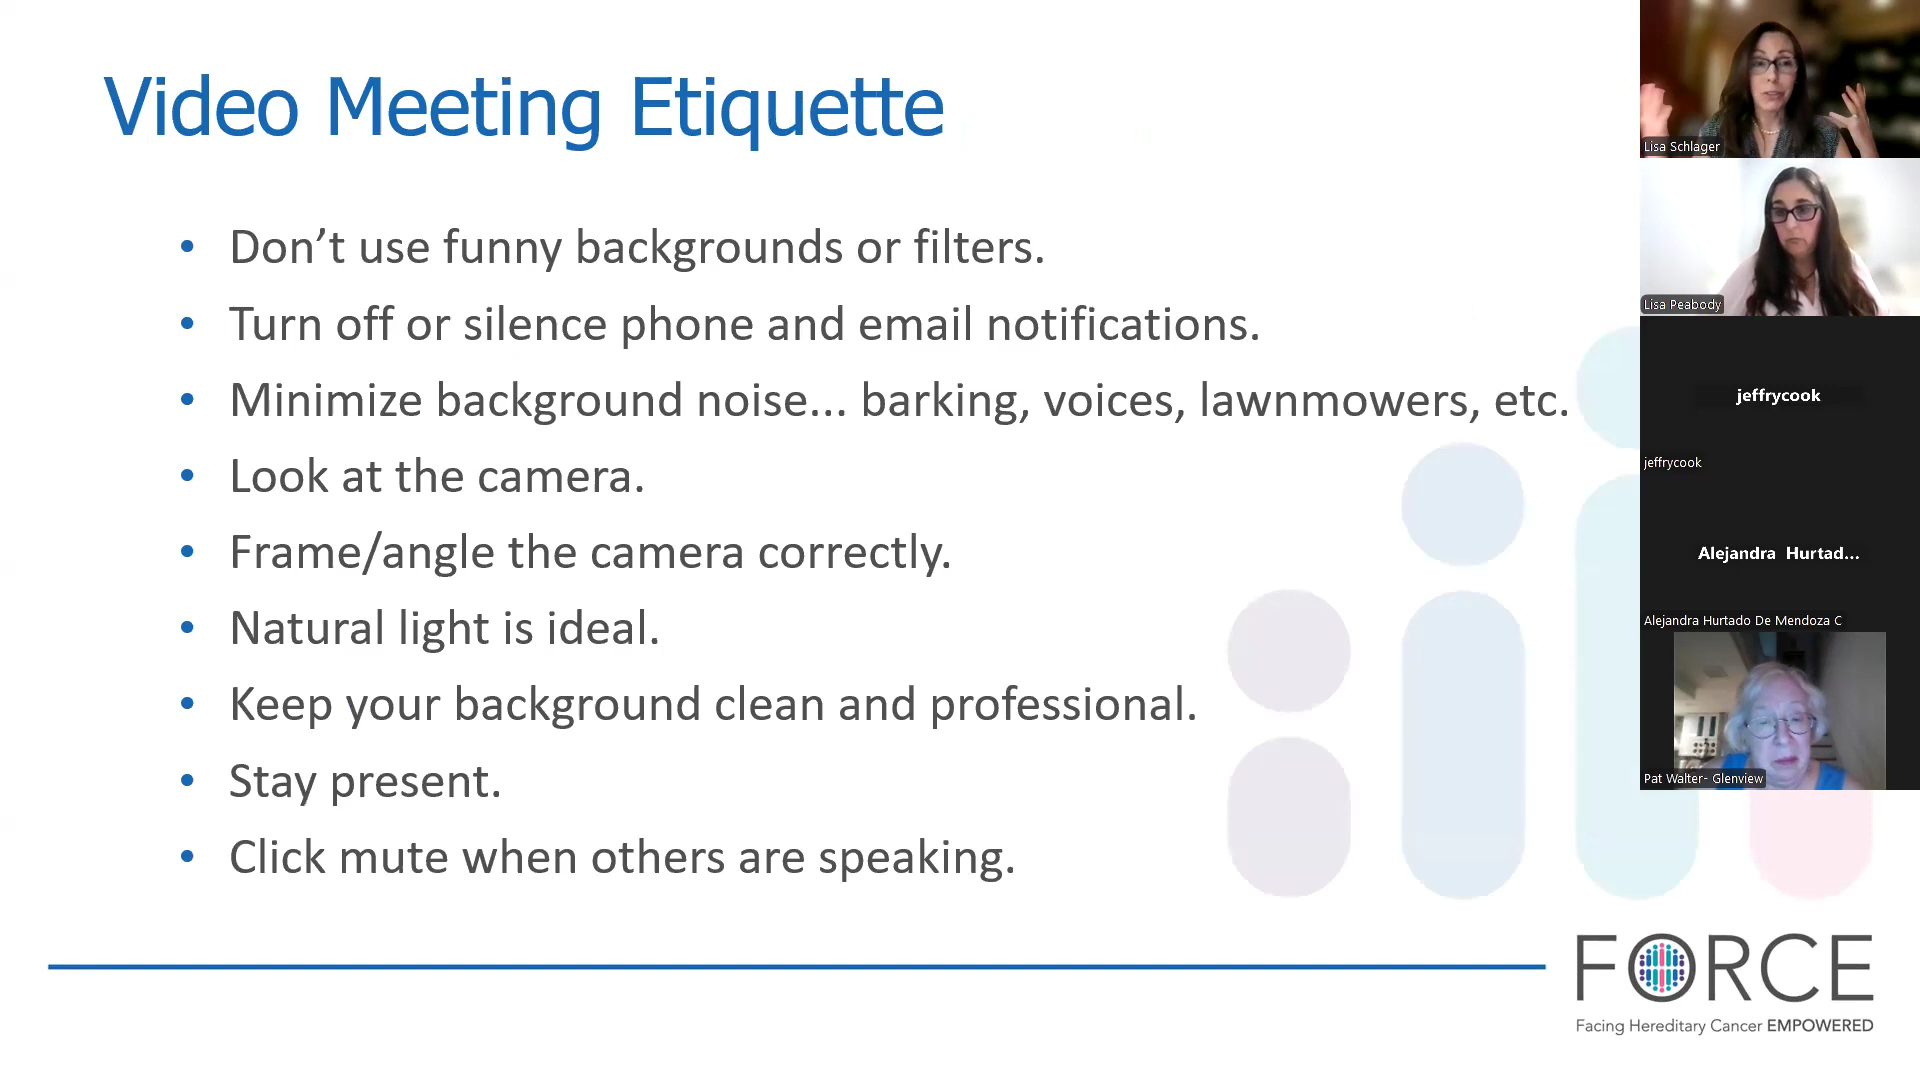 Video Meeting Etiquette
• Don’t use funny backgrounds or filters.
• Turn off or silence phone and email notifications.
• Minimize background noise... barking, voices, lawnmowers, etc.
• Look at the camera.
• Frame/angle the camera correctly.
• Natural light is ideal.
• Keep your background clean and professional.
• Stay present.
• Click mute when others are speaking.
FORCE
Facing Hereditary Cancer EMPOWERED
Lisa Schlager
Lisa Peabody
jeffrycook
jeffrycook
Alejandra Hurtad...
Alejandra Hurtado De Mendoza C
Pat Walter- Glenview